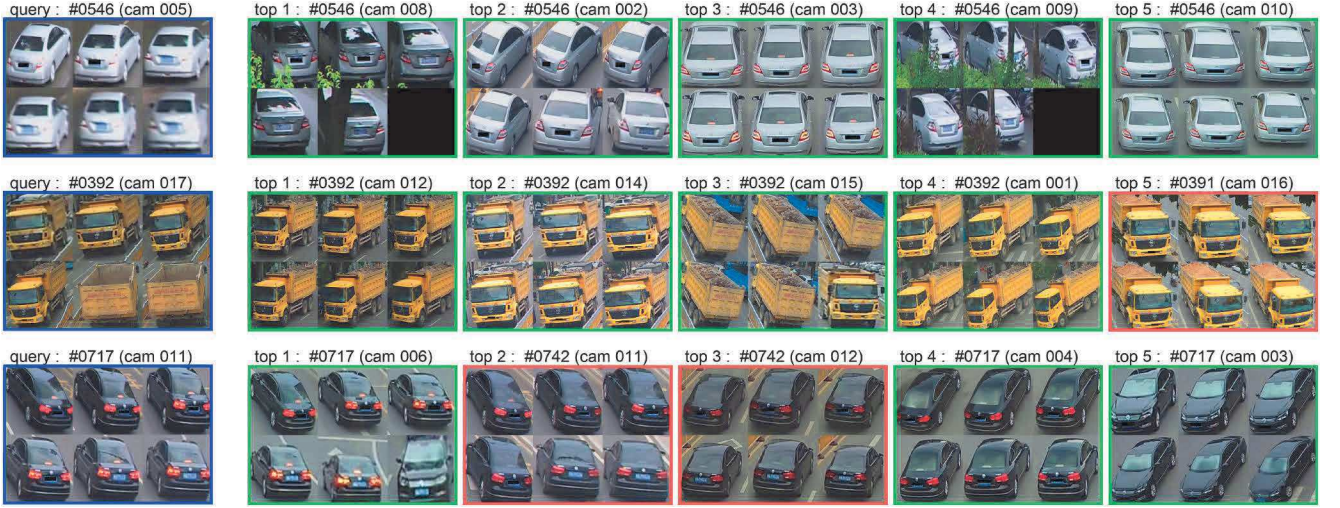 query : #0546 (cam 005) top 1 : #0546 (cam 008) top 2 : #0546 (cam 002) top 3 : #0546 (cam 003) top 4 : #0546 (cam 009) top 5 : #0546 (cam 010)
query : #0392 (cam 017) top 1 : #0392 (cam 012) top 2 : #0392 (cam 014) top 3 : #0392 (cam 015) top 4 : #0392 (cam 001) top 5 : #0391 (cam 016)
query : #0717 (cam 011) top 1 : #0717 (cam 006) top 2 : #0742 (cam 011) top 3 : #0742 (cam 012) top 4 : #0717 (cam 004) top 5 : #0717 (cam 003)